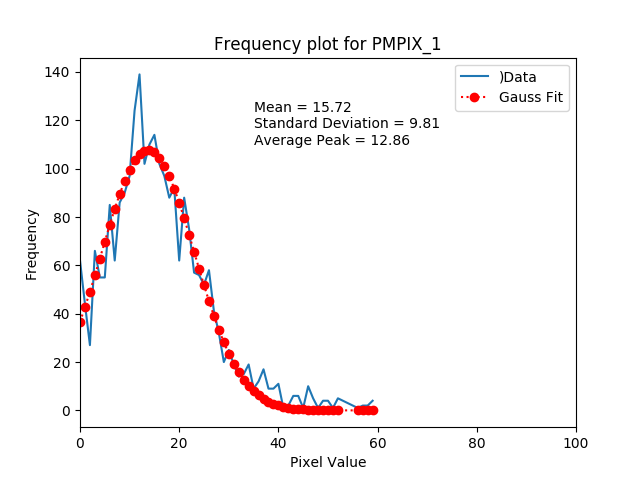 Frequency plot for PMPIX_1
)Data
Gauss Fit
Mean = 15.72
Standard Deviation = 9.81
Average Peak = 12.86
Frequency
140
120
100
80
60
40
20
0
0 20 40 60 80 100
Pixel Value